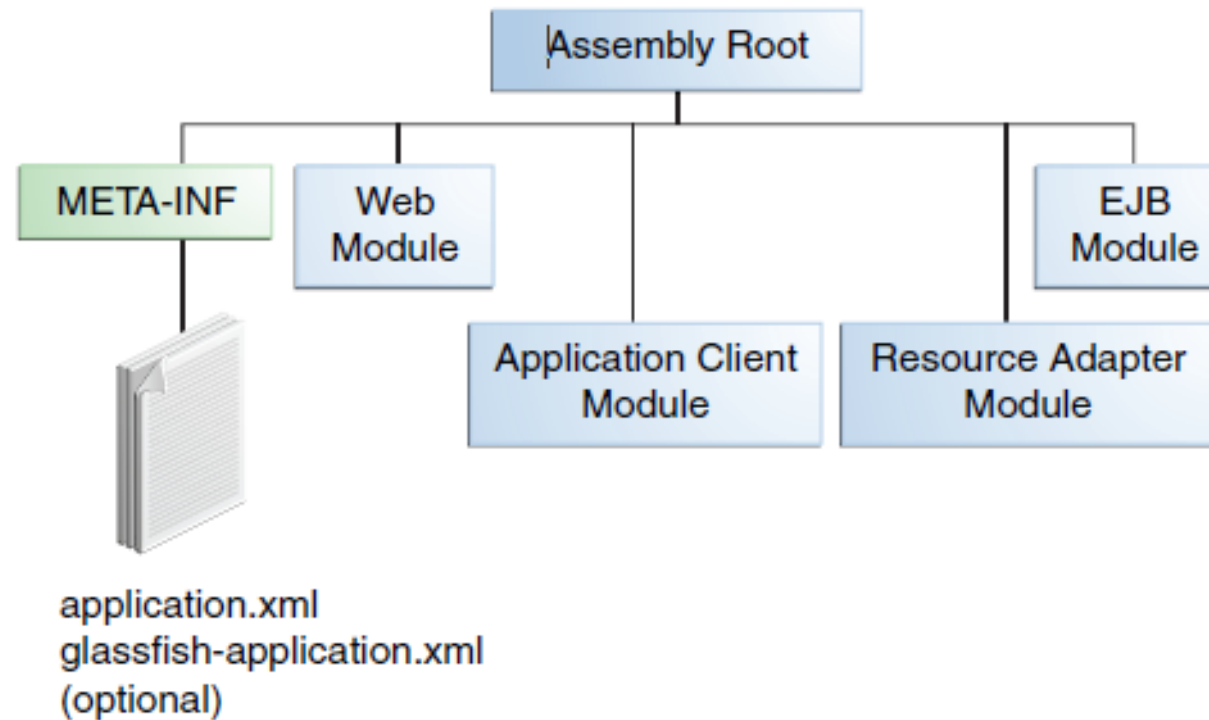 Assembly Root
META-INF
Web
Module
EJB
Module
Application Client
Module
Resource Adapter
Module
application.xml
glassfish-application.xml
(optional)